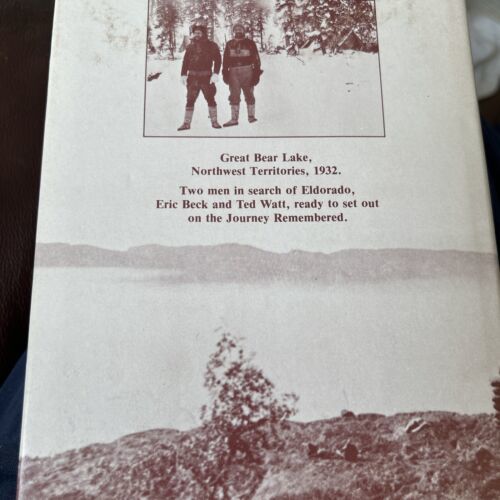 Great Bear Lake,
Northwest Territories, 1932.
Two men in search of Eldorado,
Eric Beck and Ted Watt, ready to set out
on the Journey Remembered.